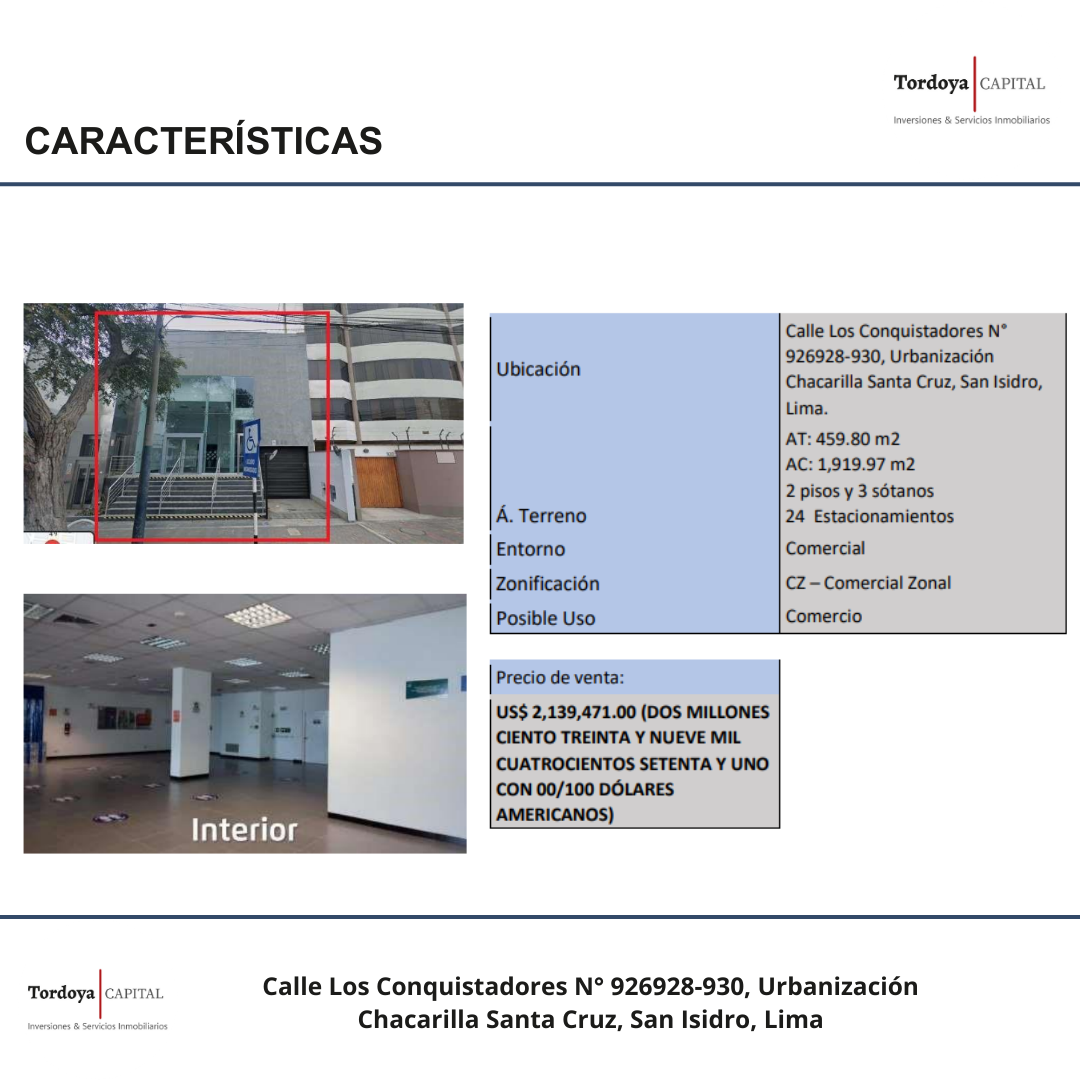 Tordoya CAPITAL
Inversiones & Servicios Inmobiliarios
CARACTERÍSTICAS
Ubicación
Calle Los Conquistadores N°
926928-930, Urbanización
Chacarilla Santa Cruz, San Isidro,
Lima.
Á. Terreno
AT: 459.80 m2
AC: 1,919.97 m2
2 pisos y 3 sótanos
24 Estacionamientos
Entorno
Comercial
Zonificación
CZ – Comercial Zonal
Posible Uso
Comercio
Interior
Precio de venta:
US$ 2,139,471.00 (DOS MILLONES
CIENTO TREINTA Y NUEVE MIL
CUATROCIENTOS SETENTA Y UNO
CON 00/100 DÓLARES
AMERICANOS)
Tordoya CAPITAL
Inversiones & Servicios Inmobiliarios
Calle Los Conquistadores N° 926928-930, Urbanización
Chacarilla Santa Cruz, San Isidro, Lima